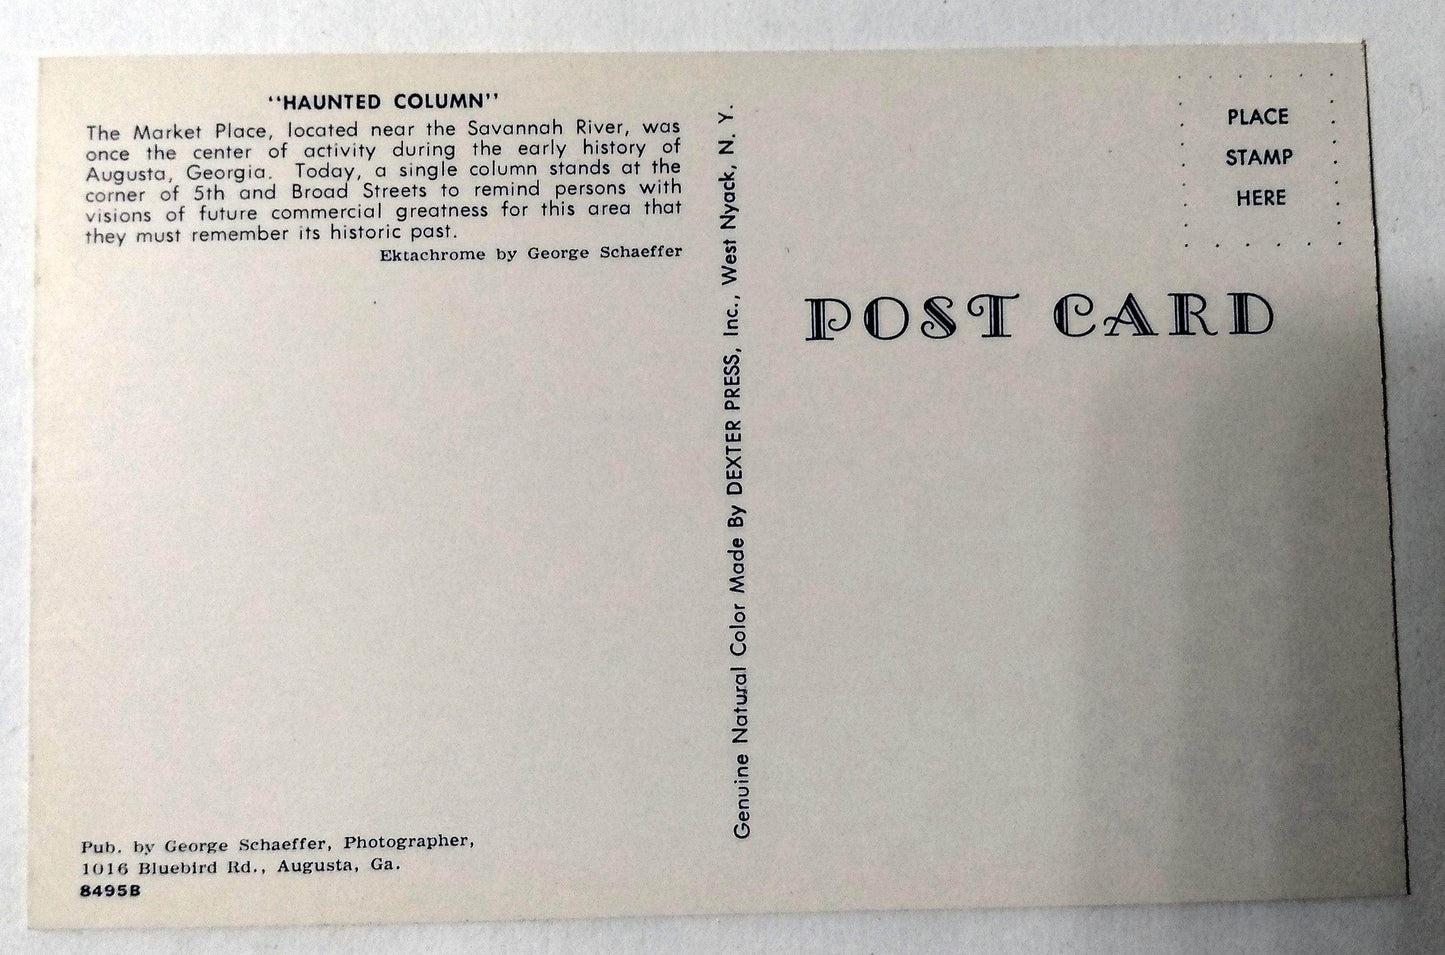 ‘‘HAUNTED COLUMN’’
The Market Place, located near the Savannah River, was
once the center of activity during the early history of
Augusta, Georgia. Today, a single column stands at the
corner of 5th and Broad Streets to remind persons with
visions of future commercial greatness for this area that
they must remember its historic past.
Ektachrome by George Schaeffer
Pub. by George Schaeffer, Photographer,
1016 Bluebird Rd., Augusta, Ga.
8495B
Genuine Natural Color Made By DEXTER PRESS, Inc., West Nyack, N. Y.
PLACE
STAMP
HERE
POST CARD